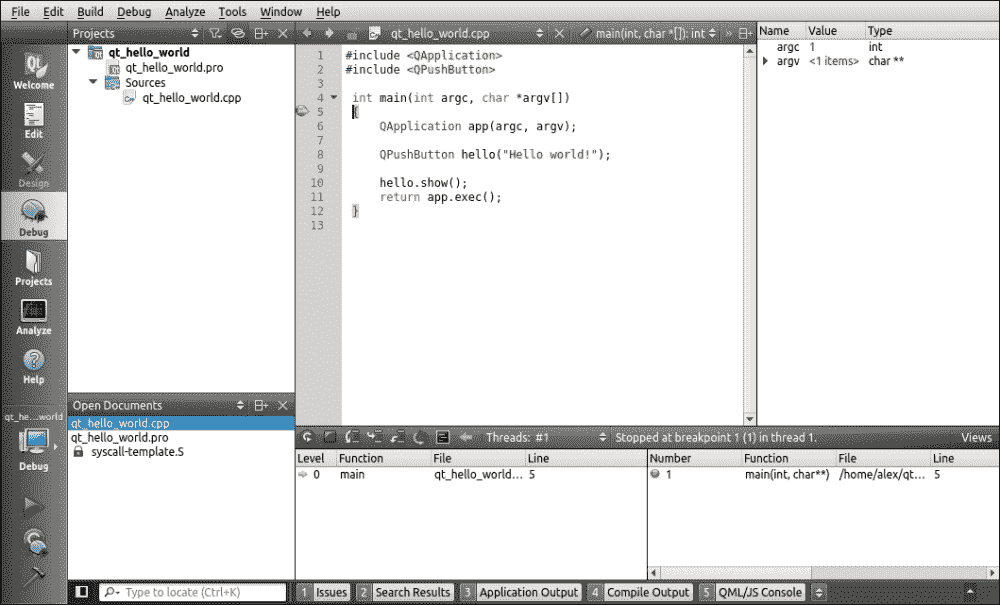 File Edit Build Debug Analyze Tools Window Help
Welcome
Edit
Design
Debug
Projects
Analyze
Help
qt_he...world
Debug
Projects
qt_hello_world
qt_hello_world.pro
Sources
qt_hello_world.cpp
Open Documents
qt_hello_world.cpp
qt_hello_world.pro
syscall-template.S
qt_hello_world.cpp main(int, char *[]): int »
1 #include <QApplication>
2 #include <QPushButton>
3
4 int main(int argc, char *argv[])
5 {
6 QApplication app(argc, argv);
7
8 QPushButton hello("Hello world!");
9
10 hello.show();
11 return app.exec();
12 }
13
Name Value Type
argc 1 int
argv <1 items> char **
Threads: #1 Stopped at breakpoint 1 (1) in thread 1. Views
Level Function File Line
0 main qt_hello_world... 5
Number Function File Line
1 main(int, char**) /home/alex/qt... 5
Type to locate (Ctrl+K) 1 Issues 2 Search Results 3 Application Output 4 Compile Output 5 QML/JS Console